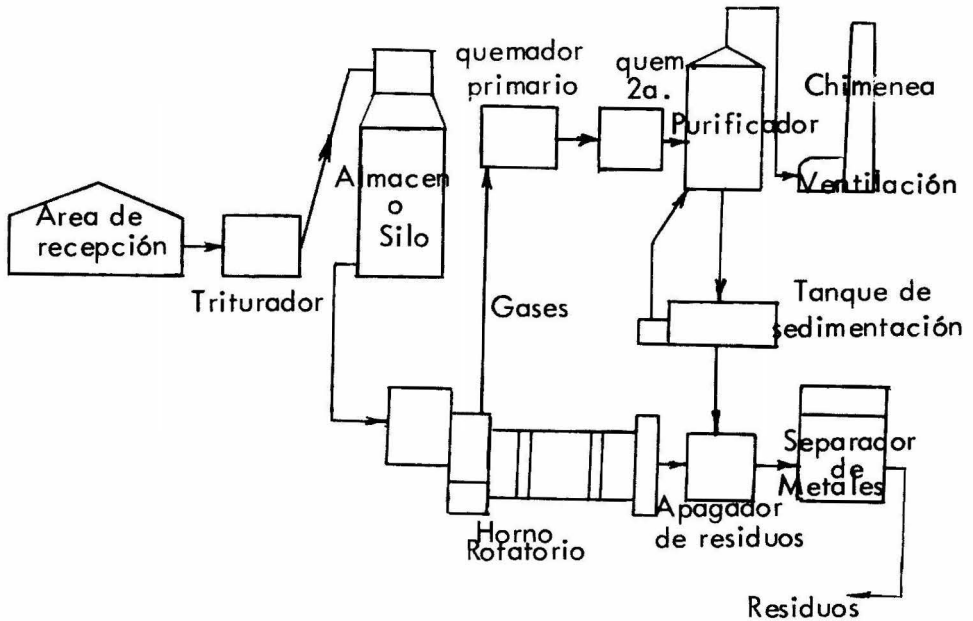 quemador
primario
quem.
2a.
Purificador
Chimenea
Ventilación
Almacen
o
Silo
Area de
recepción
Triturador
Gases
Tanque de
sedimentación
Separador
de
Metales
Apagador
de residuos
Horno
Rotatorio
Residuos